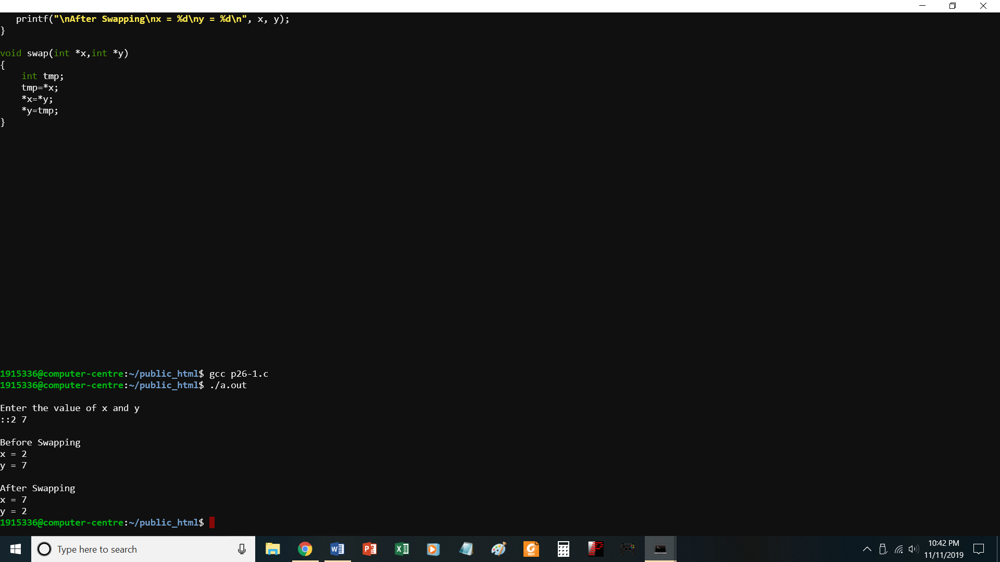 printf("\nAfter Swapping\nx = %d\ny = %d\n", x, y);
}
void swap(int *x,int *y)
{
int tmp;
tmp=*x;
*x=*y;
*y=tmp;
}
1915336@computer-centre:~/public_html$ gcc p26-1.c
1915336@computer-centre:~/public_html$ ./a.out
Enter the value of x and y
::2 7
Before Swapping
x = 2
y = 7
After Swapping
x = 7
y = 2
1915336@computer-centre:~/public_html$
Type here to search
10:42 PM
11/11/2019